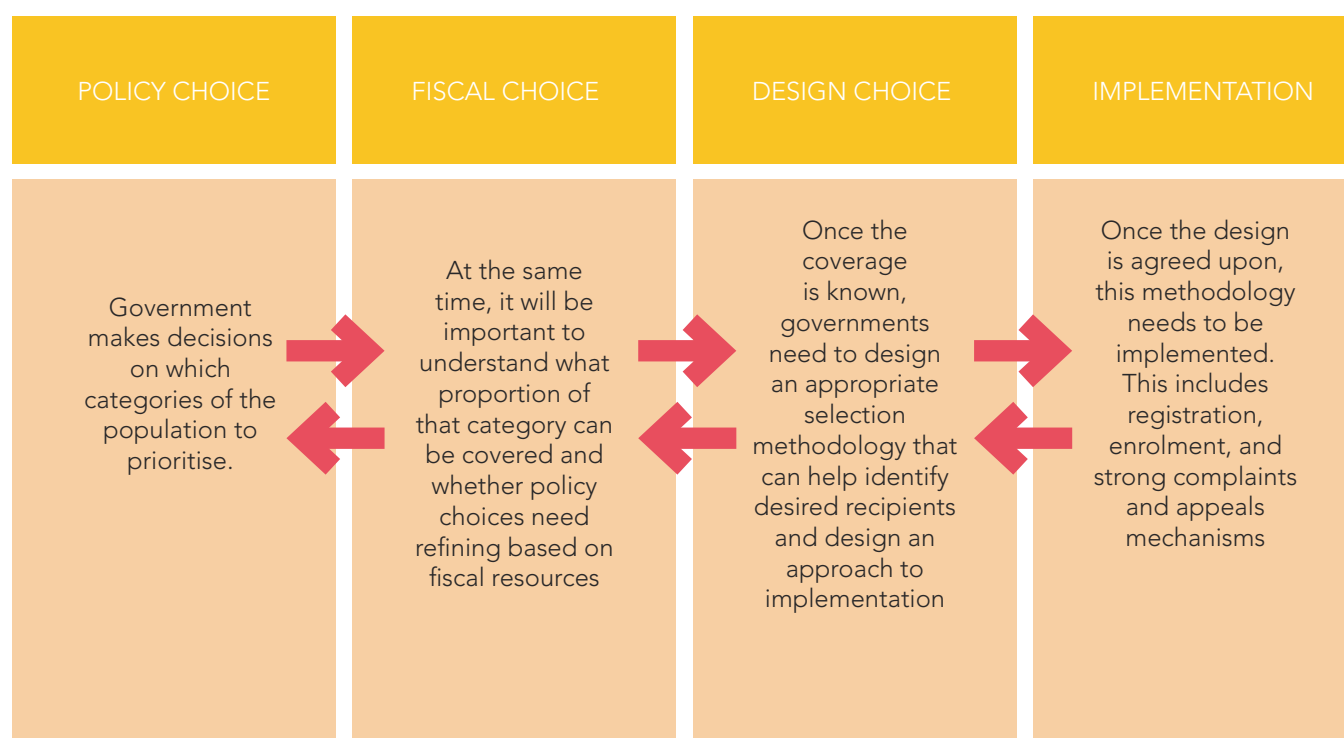 POLICY CHOICE
FISCAL CHOICE
DESIGN CHOICE
IMPLEMENTATION
Government
makes decisions
on which
categories of the
population to
prioritise.
At the same
time, it will be
important to
understand what
proportion of
that category can
be covered and
whether policy
choices need
refining based on
fiscal resources
Once the
coverage
is known,
governments
need to design
an appropriate
selection
methodology that
can help identify
desired recipients
and design an
approach to
implementation
Once the design
is agreed upon,
this methodology
needs to be
implemented.
This includes
registration,
enrolment, and
strong complaints
and appeals
mechanisms